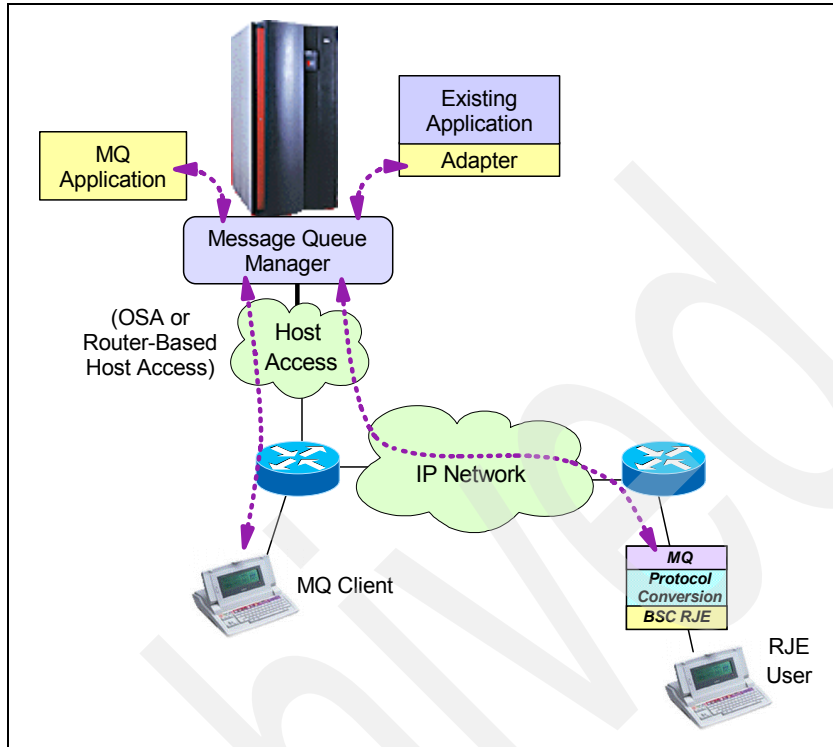 Existing
Application
Adapter
MQ
Application
Message Queue
Manager
(OSA or
Router-Based
Host Access)
Host
Access
IP Network
MQ Client
MQ
Protocol
Conversion
BSC RJE
RJE
User